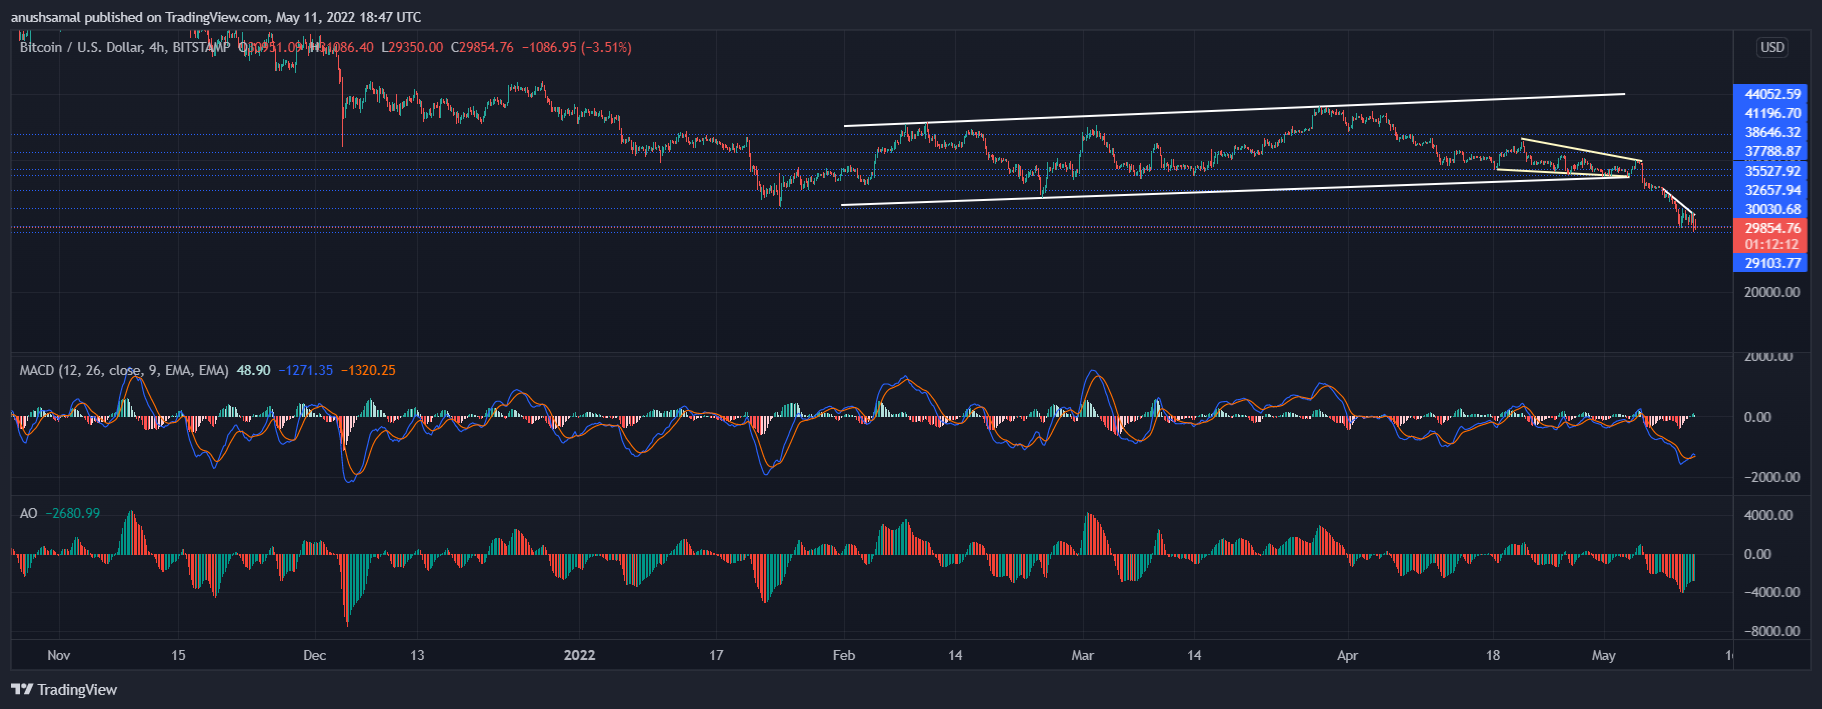 anushsamal published on TradingView.com, May 11, 2022 18:47 UTC
Bitcoin / U.S. Dollar, 4h, BITSTAMP O30951.09 H31086.40 L29350.00 C29854.76 −1086.95 (−3.51%)
USD
44052.59
41196.70
38646.32
37788.87
35527.92
32657.94
30030.68
29854.76
01:12:12
29103.77
20000.00
MACD (12, 26, close, 9, EMA, EMA) 48.90 −1271.35 −1320.25
2000.00
0.00
−2000.00
AO −2680.99
4000.00
0.00
−4000.00
−8000.00
Nov 15 Dec 13 2022 17 Feb 14 Mar 14 Apr 18 May
TradingView